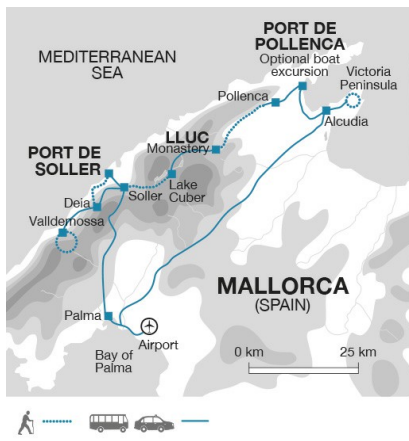 PORT DE
POLLENCA
Optional boat
excursion
MEDITERRANEAN
SEA
Victoria
Peninsula
Pollenca
Alcudia
LLUC
Monastery
PORT DE
SOLLER
Lake
Cuber
Soller
Deia
Valldemossa
MALLORCA
(SPAIN)
Palma
Airport
Bay of
Palma
0 km
25 km